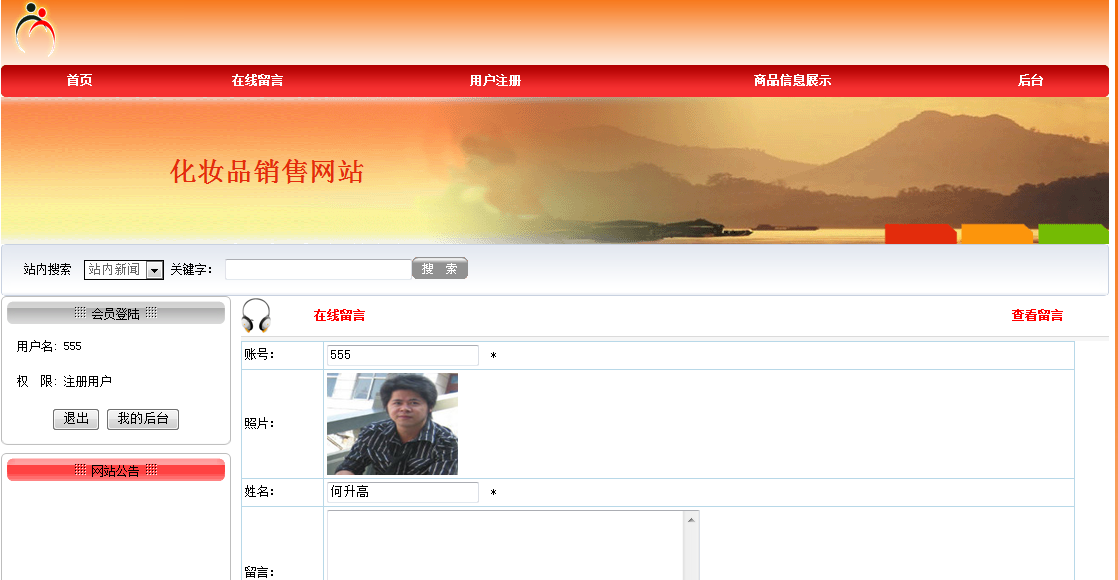 首页 在线留言 用户注册 商品信息展示 后台
化妆品销售网站
站内搜索 站内新闻 关键字： 搜 索
会员登陆
用户名: 555
权 限: 注册用户
退出 我的后台
网站公告
在线留言 查看留言
账号： 555 *
照片：
姓名： 何升高 *
留言：